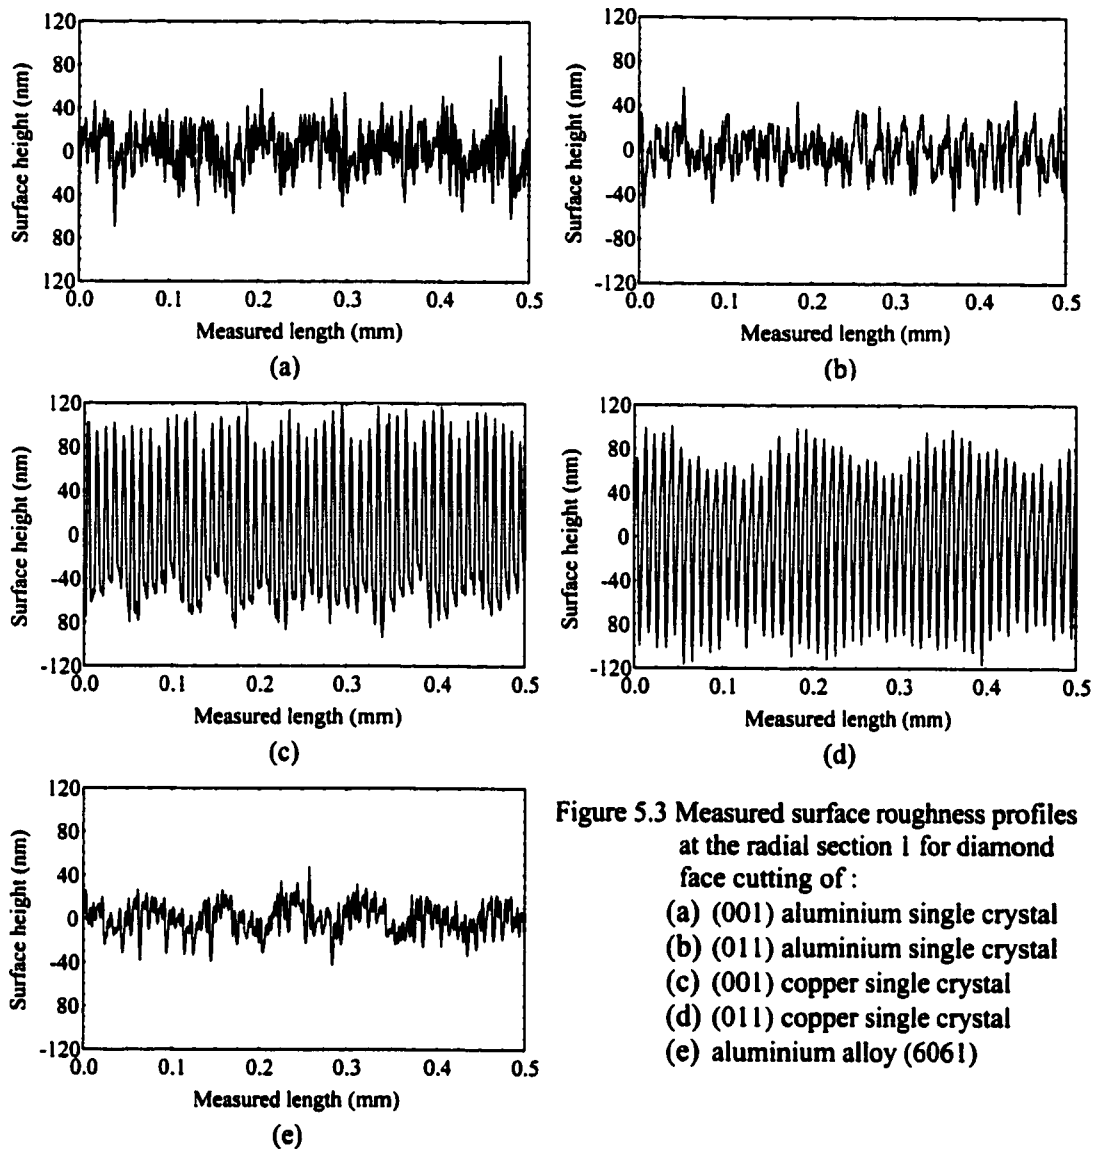 120
80
40
0
40
80
120
Surface height (nm)
0.0 0.1 0.2 0.3 0.4 0.5
Measured length (mm)
(a)
120
80
40
0
-40
-80
-120
Surface height (nm)
0.0 0.1 0.2 0.3 0.4 0.5
Measured length (mm)
(b)
120
80
40
0
-40
80
-120
Surface height (nm)
0.0 0.1 0.2 0.3 0.4 0.5
Measured length (mm)
(c)
120
80
40
0
-40
80
-120
Surface height (nm)
0.0 0.1 0.2 0.3 0.4 0.5
Measured length (mm)
(d)
120
80
40
0
-40
80
-120
Surface height (nm)
0.0 0.1 0.2 0.3 0.4 0.5
Measured length (mm)
(e)
Figure 5.3 Measured surface roughness profiles
at the radial section 1 for diamond
face cutting of :
(a) (001) aluminium single crystal
(b) (011) aluminium single crystal
(c) (001) copper single crystal
(d) (011) copper single crystal
(e) aluminium alloy (6061)